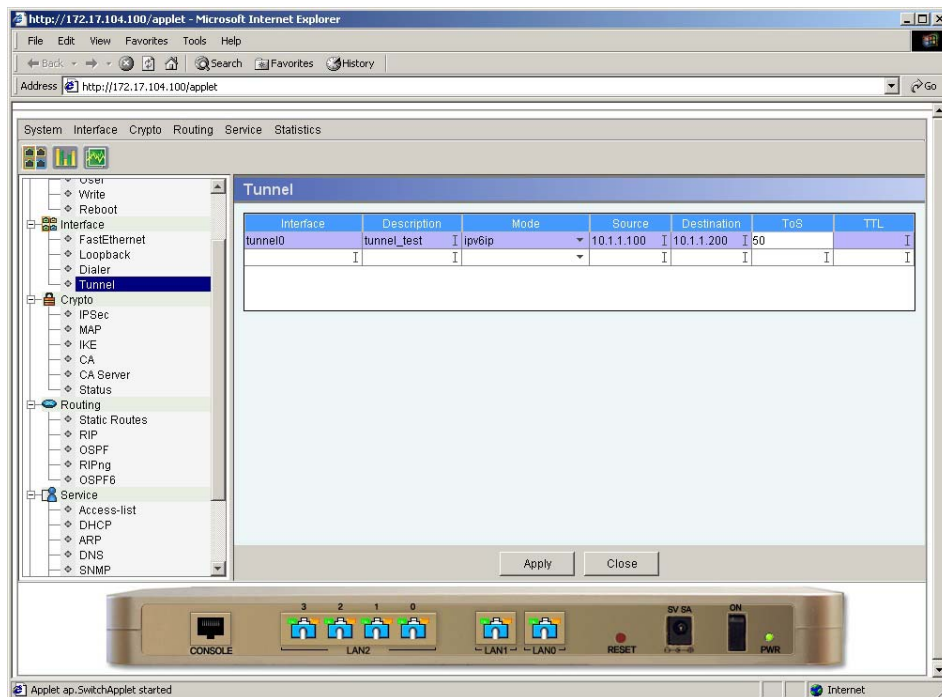 http://172.17.104.100/applet - Microsoft Internet Explorer
File Edit View Favorites Tools Help
Back Search Favorites History
Address http://172.17.104.100/applet Go
System Interface Crypto Routing Service Statistics
User
Write
Reboot
Interface
FastEthernet
Loopback
Dialer
Tunnel
Crypto
IPSec
MAP
IKE
CA
CA Server
Status
Routing
Static Routes
RIP
OSPF
RIPng
OSPF6
Service
Access-list
DHCP
ARP
DNS
SNMP
Tunnel
Interface Description Mode Source Destination ToS TTL
tunnel0 tunnel_test ipv6ip 10.1.1.100 10.1.1.200 50
Apply Close
3 2 1 0
CONSOLE LAN2 LAN1 LAN0 RESET 5V 5A ON PWR
Applet ap.SwitchApplet started Internet